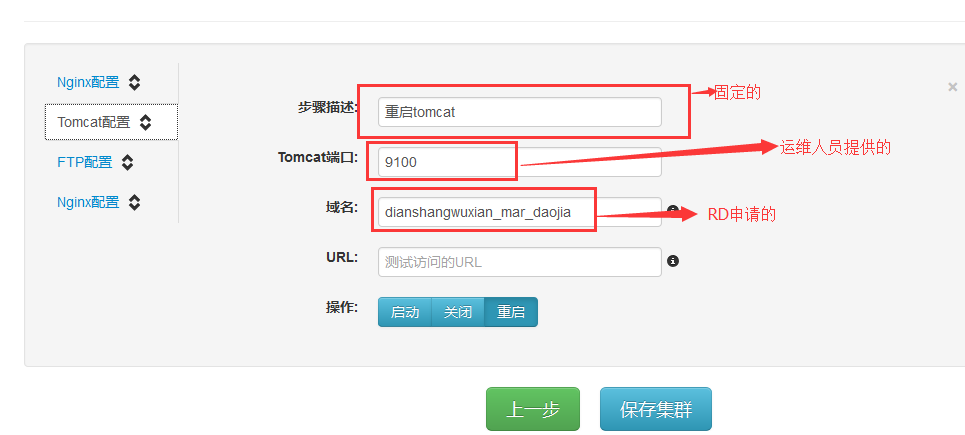 Nginx配置
Tomcat配置
FTP配置
Nginx配置
步骤描述: 重启tomcat 固定的
Tomcat端口: 9100 运维人员提供的
域名: dianshangwuxian_mar_daojia RD申请的
URL: 测试访问的URL
操作: 启动 关闭 重启
上一步 保存集群